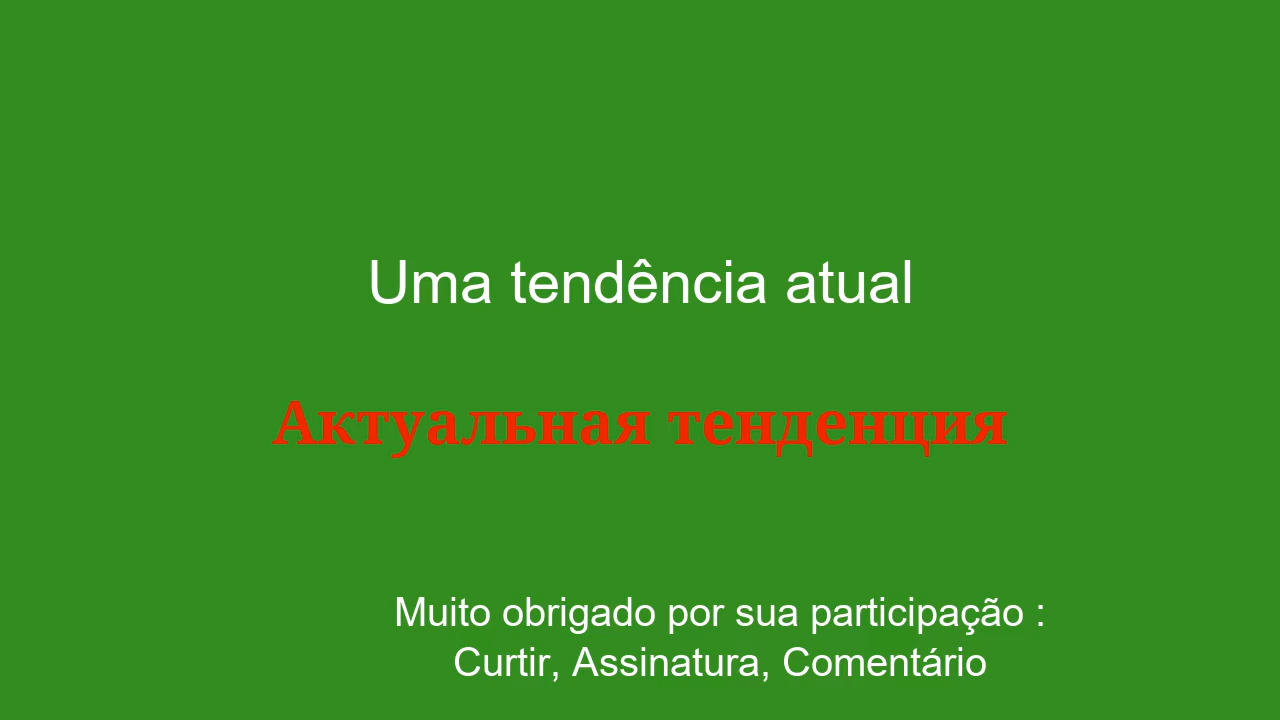 Uma tendência atual
Актуальная тенденция
Muito obrigado por sua participação :
Curtir, Assinatura, Comentário